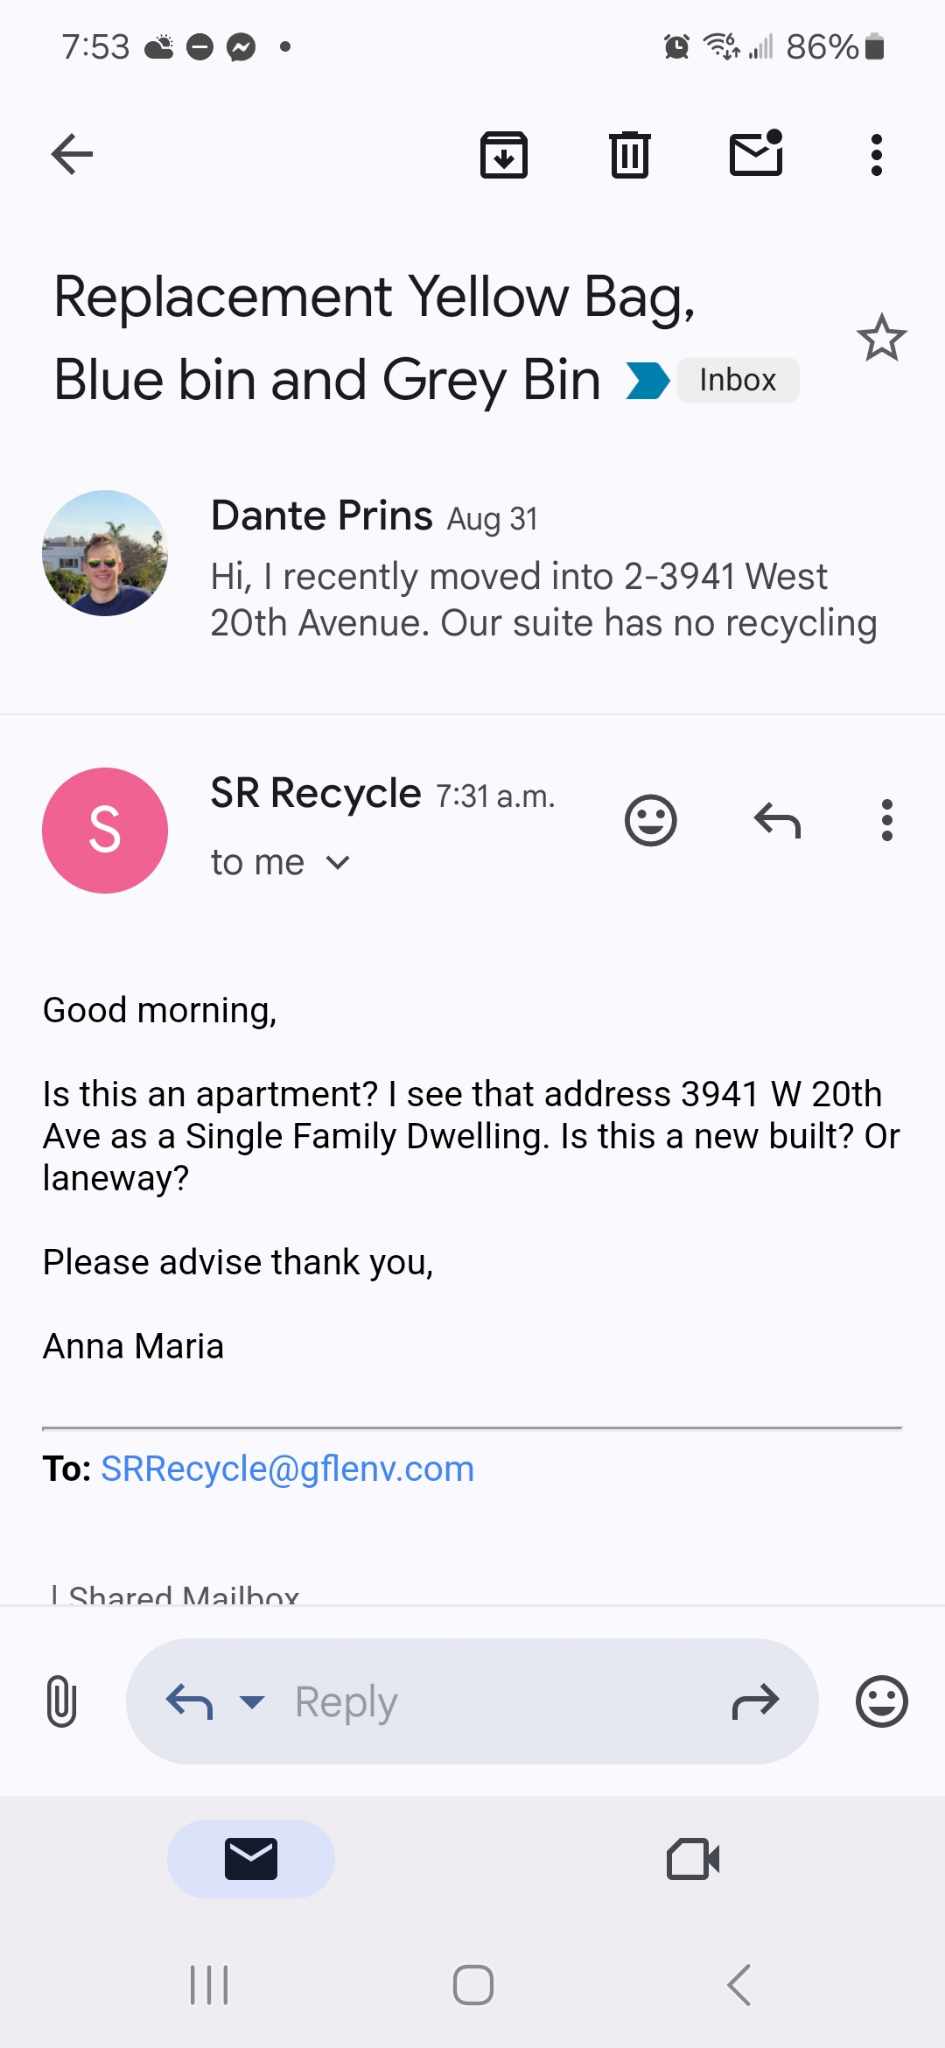 7:53
86%
Replacement Yellow Bag,
Blue bin and Grey Bin Inbox
Dante Prins Aug 31
Hi, I recently moved into 2-3941 West
20th Avenue. Our suite has no recycling
S
SR Recycle 7:31 a.m.
to me
Good morning,
Is this an apartment? I see that address 3941 W 20th
Ave as a Single Family Dwelling. Is this a new built? Or
laneway?
Please advise thank you,
Anna Maria
To: SRRecycle@gflenv.com
| Shared Mailbox
Reply